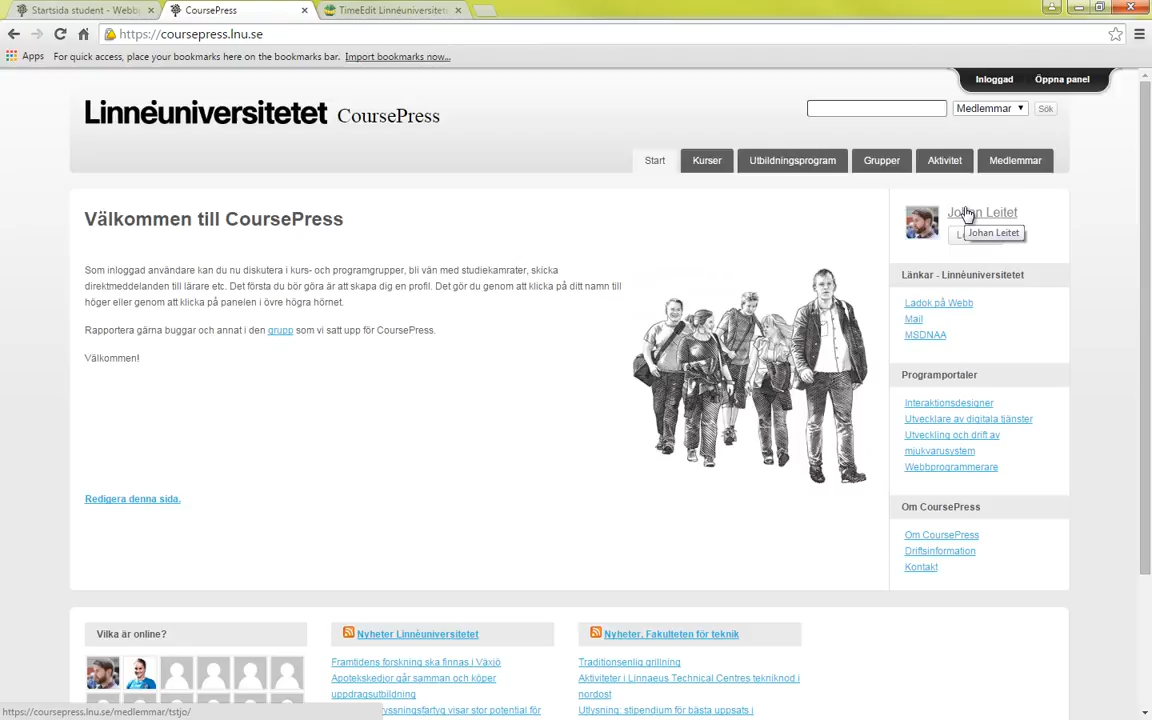 Startsida student - Webb
CoursePress
TimeEdit Linnéuniversitet
https://coursepress.lnu.se
Apps For quick access, place your bookmarks here on the bookmarks bar. Import bookmarks now...
Inloggad Öppna panel
Linnéuniversitetet CoursePress
Medlemmar Sök
Start Kurser Utbildningsprogram Grupper Aktivitet Medlemmar
Välkommen till CoursePress
Som inloggad användare kan du nu diskutera i kurs- och programgrupper, bli vän med studiekamrater, skicka
direktmeddelanden till lärare etc. Det första du bör göra är att skapa dig en profil. Det gör du genom att klicka på ditt namn till
höger eller genom att klicka på panelen i övre högra hörnet.
Rapportera gärna buggar och annat i den grupp som vi satt upp för CoursePress.
Välkommen!
Redigera denna sida.
Johan Leitet
Johan Leitet
Länkar - Linnéuniversitetet
Ladok på Webb
Mail
MSDNAA
Programportaler
Interaktionsdesigner
Utvecklare av digitala tjänster
Utveckling och drift av
mjukvarusystem
Webbprogrammerare
Om CoursePress
Om CoursePress
Driftsinformation
Kontakt
Vilka är online?
Nyheter Linnéuniversitetet
Framtidens forskning ska finnas i Växjö
Apotekskedjor går samman och köper
uppdragsutbildning
yssningsfartyg visar stor potential för
Nyheter, Fakulteten för teknik
Traditionsenlig grillning
Aktiviteter i Linnaeus Technical Centres tekniknod i
nordost
Utlysning: stipendium för bästa uppsats i
https://coursepress.lnu.se/medlemmar/tstjo/